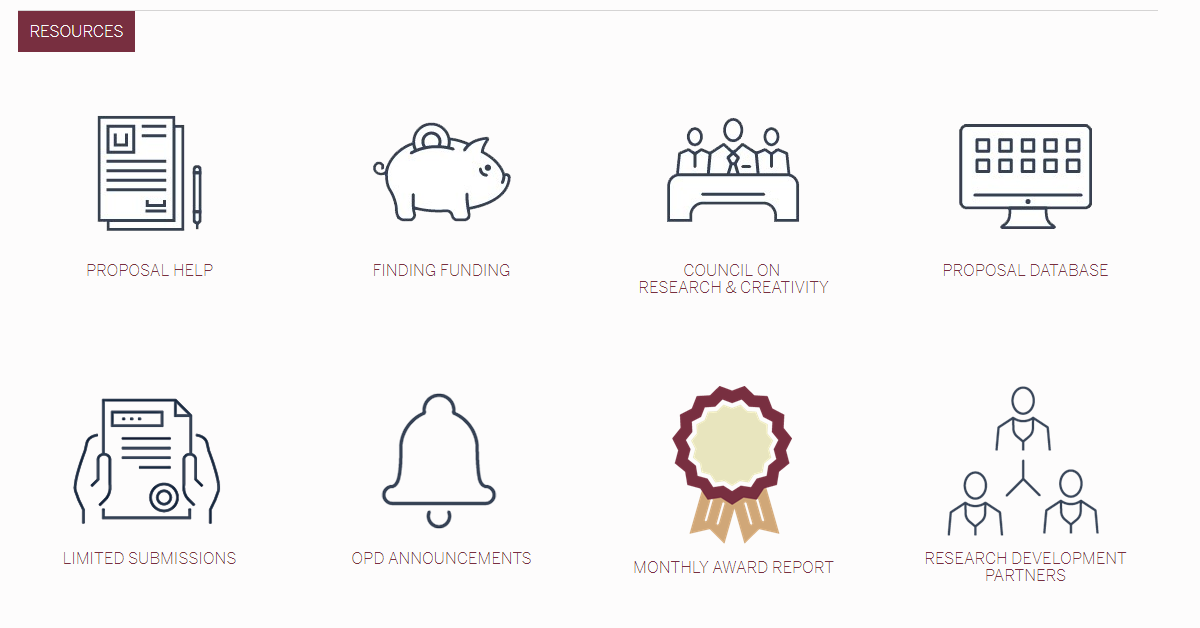 RESOURCES
PROPOSAL HELP
FINDING FUNDING
COUNCIL ON
RESEARCH & CREATIVITY
PROPOSAL DATABASE
LIMITED SUBMISSIONS
OPD ANNOUNCEMENTS
MONTHLY AWARD REPORT
RESEARCH DEVELOPMENT
PARTNERS